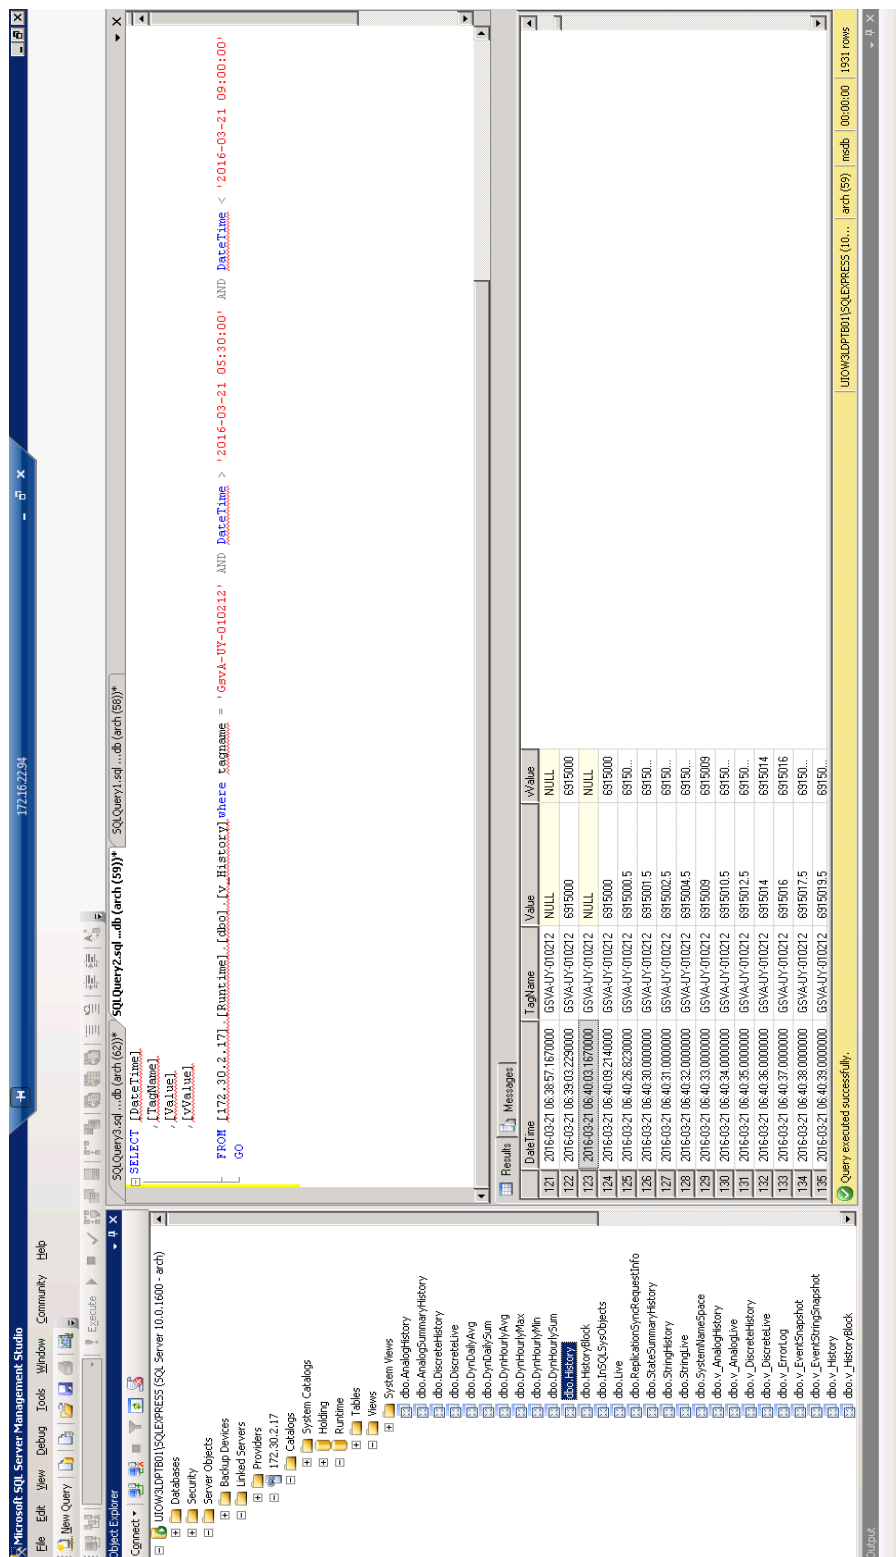 Microsoft SQL Server Management Studio
172.16.22.94
File Edit View Debug Tools Window Community Help
New Query
Execute
Object Explorer
Connect
UIOW3LDPTB01\SQLEXPRESS (SQL Server 10.0.1600 - arch)
Databases
Security
Server Objects
Backup Devices
Linked Servers
Providers
172.30.2.17
Catalogs
System Catalogs
Holding
Runtime
Tables
Views
System Views
dbo.AnalogHistory
dbo.AnalogSummaryHistory
dbo.DiscreteHistory
dbo.DiscreteLive
dbo.DynDailyAvg
dbo.DynDailySum
dbo.DynHourlyAvg
dbo.DynHourlyMax
dbo.DynHourlyMin
dbo.DynHourlySum
dbo.History
dbo.HistoryBlock
dbo.InSQLSysObjects
dbo.Live
dbo.ReplicationSyncRequestInfo
dbo.StateSummaryHistory
dbo.StringHistory
dbo.StringLive
dbo.SystemNameSpace
dbo.v_AnalogHistory
dbo.v_AnalogLive
dbo.v_DiscreteHistory
dbo.v_DiscreteLive
dbo.v_ErrorLog
dbo.v_EventSnapshot
dbo.v_EventStringSnapshot
dbo.v_History
dbo.v_HistoryBlock
SQLQuery3.sql ...db (arch (62))* SQLQuery2.sql ...db (arch (59))* SQLQuery1.sql ...db (arch (58))*
SELECT [DateTime]
,[TagName]
,[Value]
,[vValue]
FROM [172.30.2.17].[Runtime].[dbo].[v_History] where tagname = 'GsvA-UY-010212' AND DateTime > '2016-03-21 05:30:00' AND DateTime < '2016-03-21 09:00:00'
GO
Results Messages
DateTime TagName Value vValue
121 2016-03-21 06:38:57.1670000 GSVA-UY-010212 NULL NULL
122 2016-03-21 06:39:03.2290000 GSVA-UY-010212 6915000 6915000
123 2016-03-21 06:40:03.1670000 GSVA-UY-010212 NULL NULL
124 2016-03-21 06:40:09.2140000 GSVA-UY-010212 6915000 6915000
125 2016-03-21 06:40:26.8230000 GSVA-UY-010212 6915000.5 69150...
126 2016-03-21 06:40:30.0000000 GSVA-UY-010212 6915001.5 69150...
127 2016-03-21 06:40:31.0000000 GSVA-UY-010212 6915002.5 69150...
128 2016-03-21 06:40:32.0000000 GSVA-UY-010212 6915004.5 69150...
129 2016-03-21 06:40:33.0000000 GSVA-UY-010212 6915009 6915009
130 2016-03-21 06:40:34.0000000 GSVA-UY-010212 6915010.5 69150...
131 2016-03-21 06:40:35.0000000 GSVA-UY-010212 6915012.5 69150...
132 2016-03-21 06:40:36.0000000 GSVA-UY-010212 6915014 6915014
133 2016-03-21 06:40:37.0000000 GSVA-UY-010212 6915016 6915016
134 2016-03-21 06:40:38.0000000 GSVA-UY-010212 6915017.5 69150...
135 2016-03-21 06:40:39.0000000 GSVA-UY-010212 6915019.5 69150...
Query executed successfully. UIOW3LDPTB01\SQLEXPRESS (10... arch (59) msdb 00:00:00 1931 rows
Output